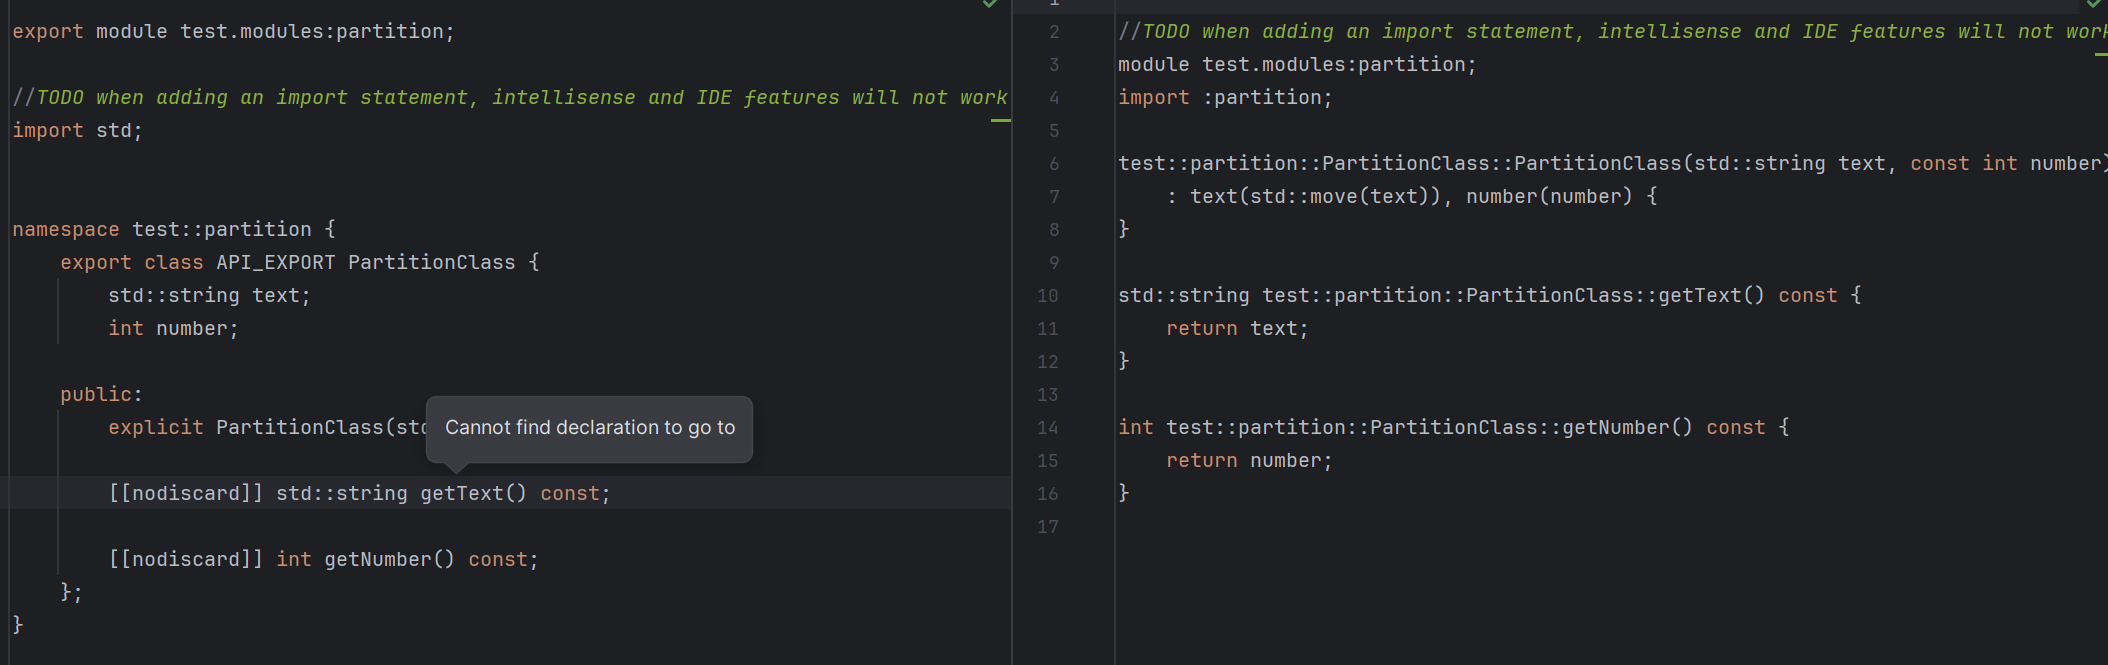 export module test.modules:partition;
//TODO when adding an import statement, intellisense and IDE features will not work
import std;
namespace test::partition {
export class API_EXPORT PartitionClass {
std::string text;
int number;
public:
explicit PartitionClass(std
Cannot find declaration to go to
[[nodiscard]] std::string getText() const;
[[nodiscard]] int getNumber() const;
};
}
1
2 //TODO when adding an import statement, intellisense and IDE features will not work
3 module test.modules:partition;
4 import :partition;
5
6 test::partition::PartitionClass::PartitionClass(std::string text, const int number)
7 : text(std::move(text)), number(number) {
8 }
9
10 std::string test::partition::PartitionClass::getText() const {
11 return text;
12 }
13
14 int test::partition::PartitionClass::getNumber() const {
15 return number;
16 }
17